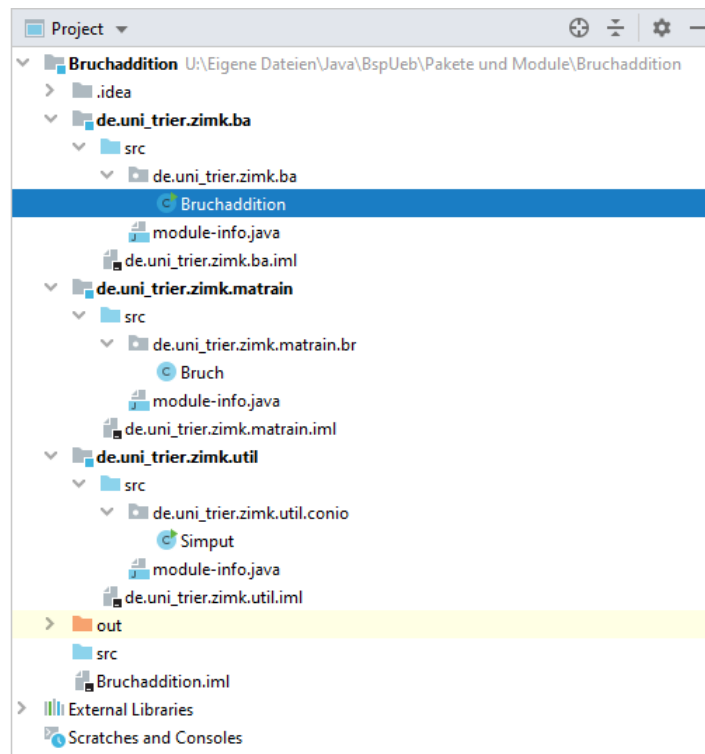 Project
Bruchaddition U:\Eigene Dateien\Java\BspUeb\Pakete und Module\Bruchaddition
.idea
de.uni_trier.zimk.ba
src
de.uni_trier.zimk.ba
Bruchaddition
module-info.java
de.uni_trier.zimk.ba.iml
de.uni_trier.zimk.matrain
src
de.uni_trier.zimk.matrain.br
Bruch
module-info.java
de.uni_trier.zimk.matrain.iml
de.uni_trier.zimk.util
src
de.uni_trier.zimk.util.conio
Simput
module-info.java
de.uni_trier.zimk.util.iml
out
src
Bruchaddition.iml
External Libraries
Scratches and Consoles